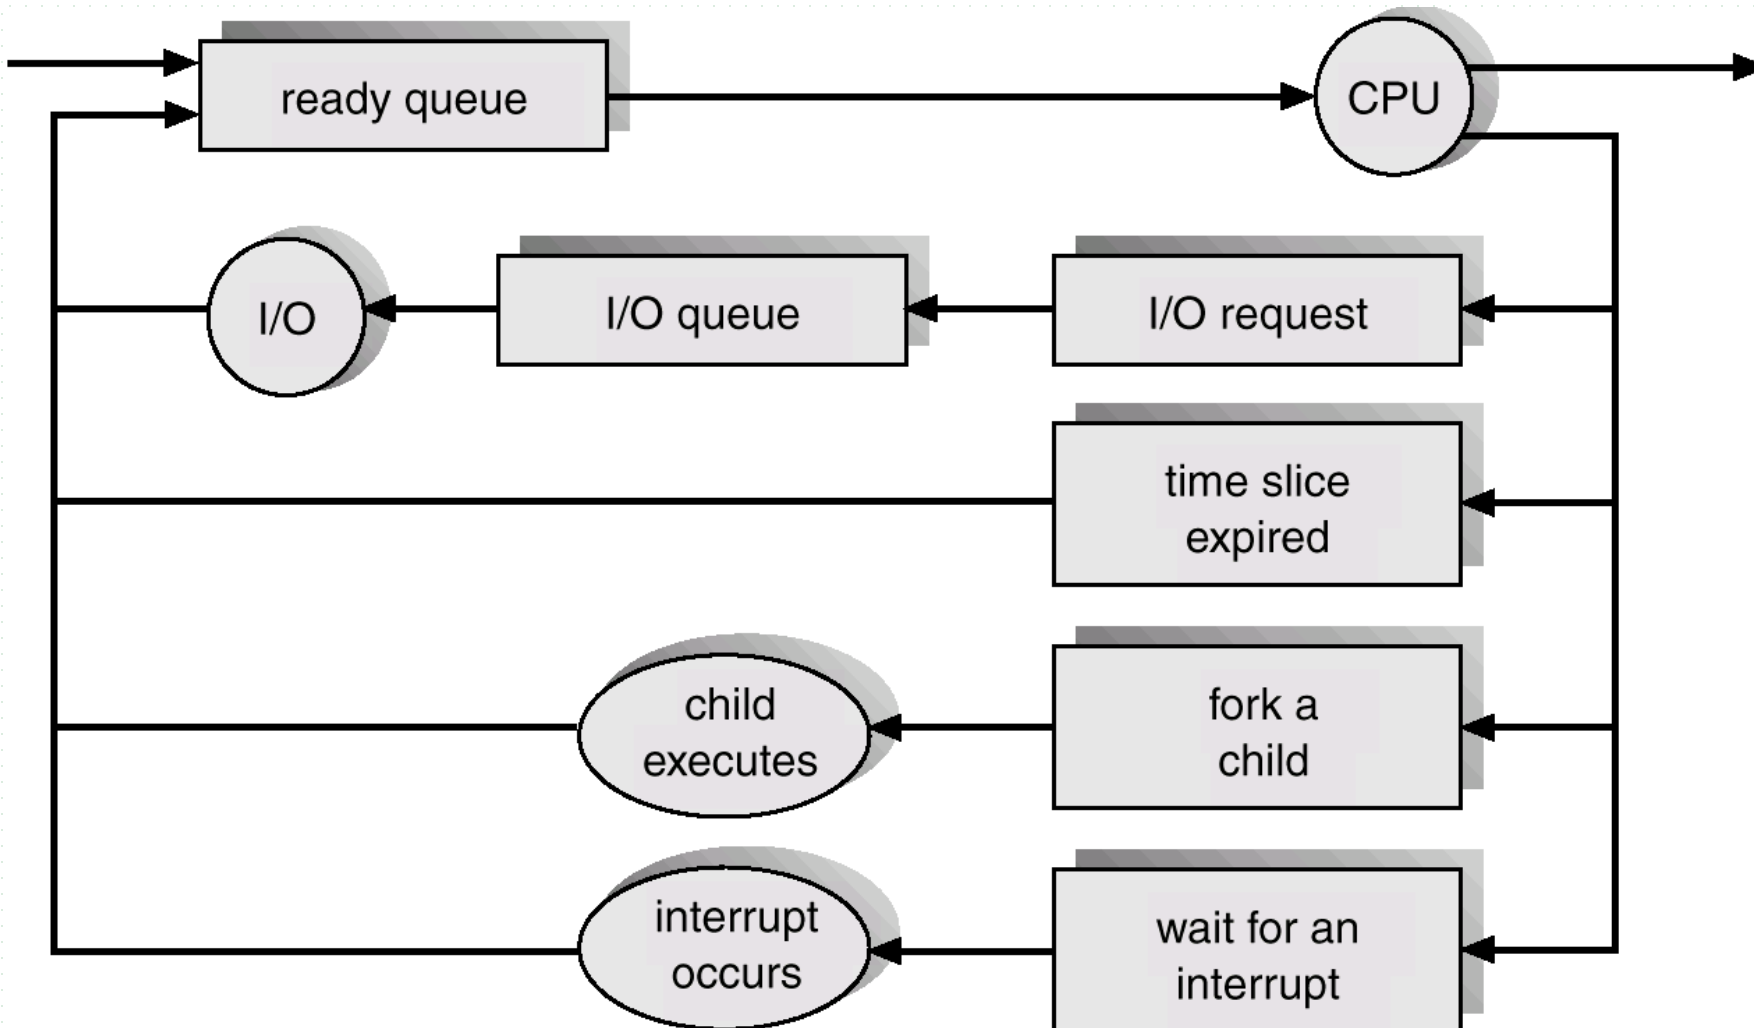 ready queue
CPU
I/O
I/O queue
I/O request
time slice
expired
child
executes
fork a
child
interrupt
occurs
wait for an
interrupt